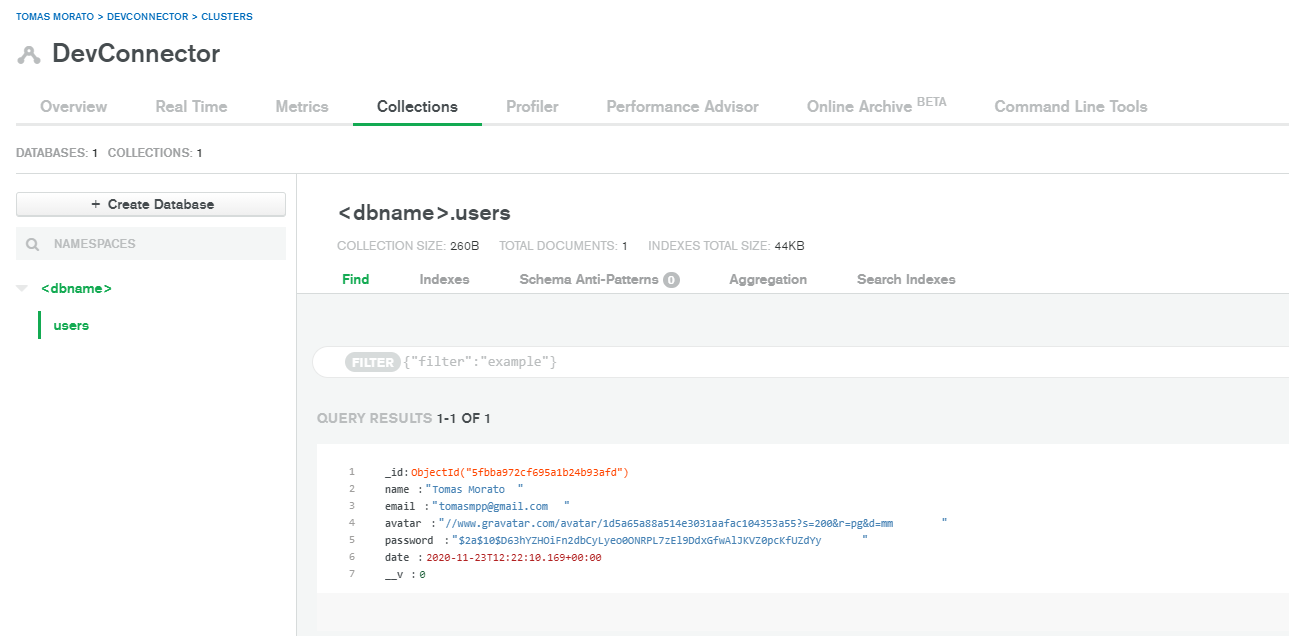 TOMAS MORATO > DEVCONNECTOR > CLUSTERS
DevConnector
Overview Real Time Metrics Collections Profiler Performance Advisor Online Archive BETA Command Line Tools
DATABASES: 1 COLLECTIONS: 1
+ Create Database
NAMESPACES
<dbname>
users
<dbname>.users
COLLECTION SIZE: 260B TOTAL DOCUMENTS: 1 INDEXES TOTAL SIZE: 44KB
Find Indexes Schema Anti-Patterns 0 Aggregation Search Indexes
FILTER {"filter":"example"}
QUERY RESULTS 1-1 OF 1
1 _id:ObjectId("5fbba972cf695a1b24b93afd")
2 name :"Tomas Morato "
3 email :"tomasmpp@gmail.com "
4 avatar :"//www.gravatar.com/avatar/1d5a65a88a514e3031aafac104353a55?s=200&r=pg&d=mm "
5 password :"$2a$10$D63hYZHOiFn2dbCyLyeo0ONRPL7zEl9DdxGfwAlJKVZ0pcKfUZdYy "
6 date :2020-11-23T12:22:10.169+00:00
7 __v :0